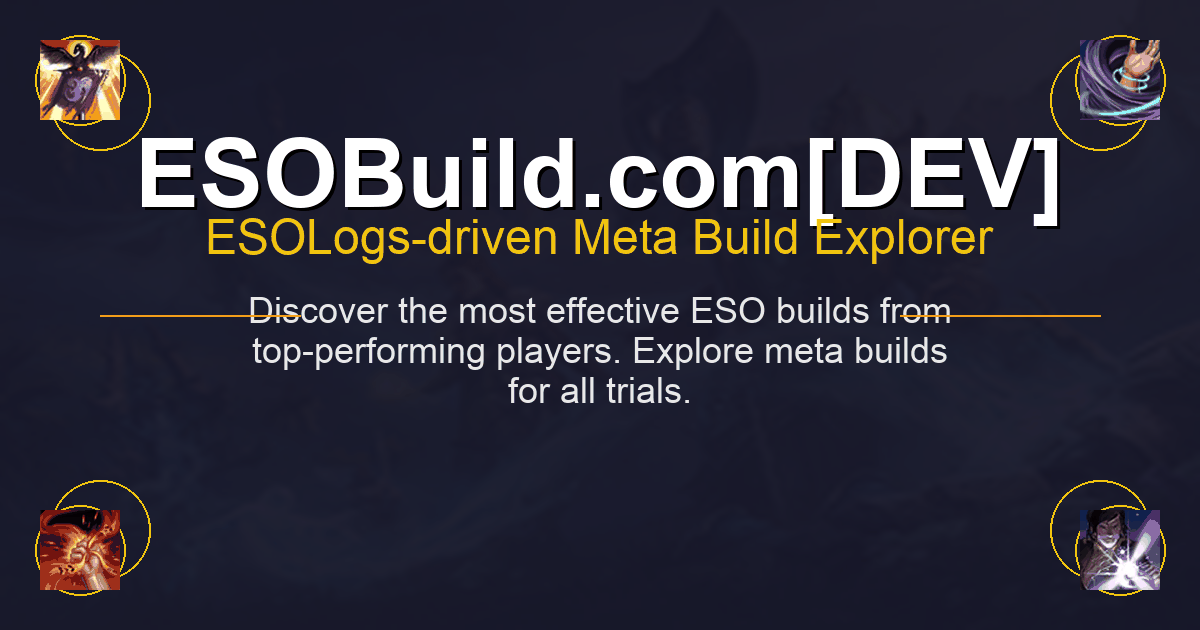 ESOBuild.com[DEV]
ESOLogs-driven Meta Build Explorer
Discover the most effective ESO builds from
top-performing players. Explore meta builds
for all trials.